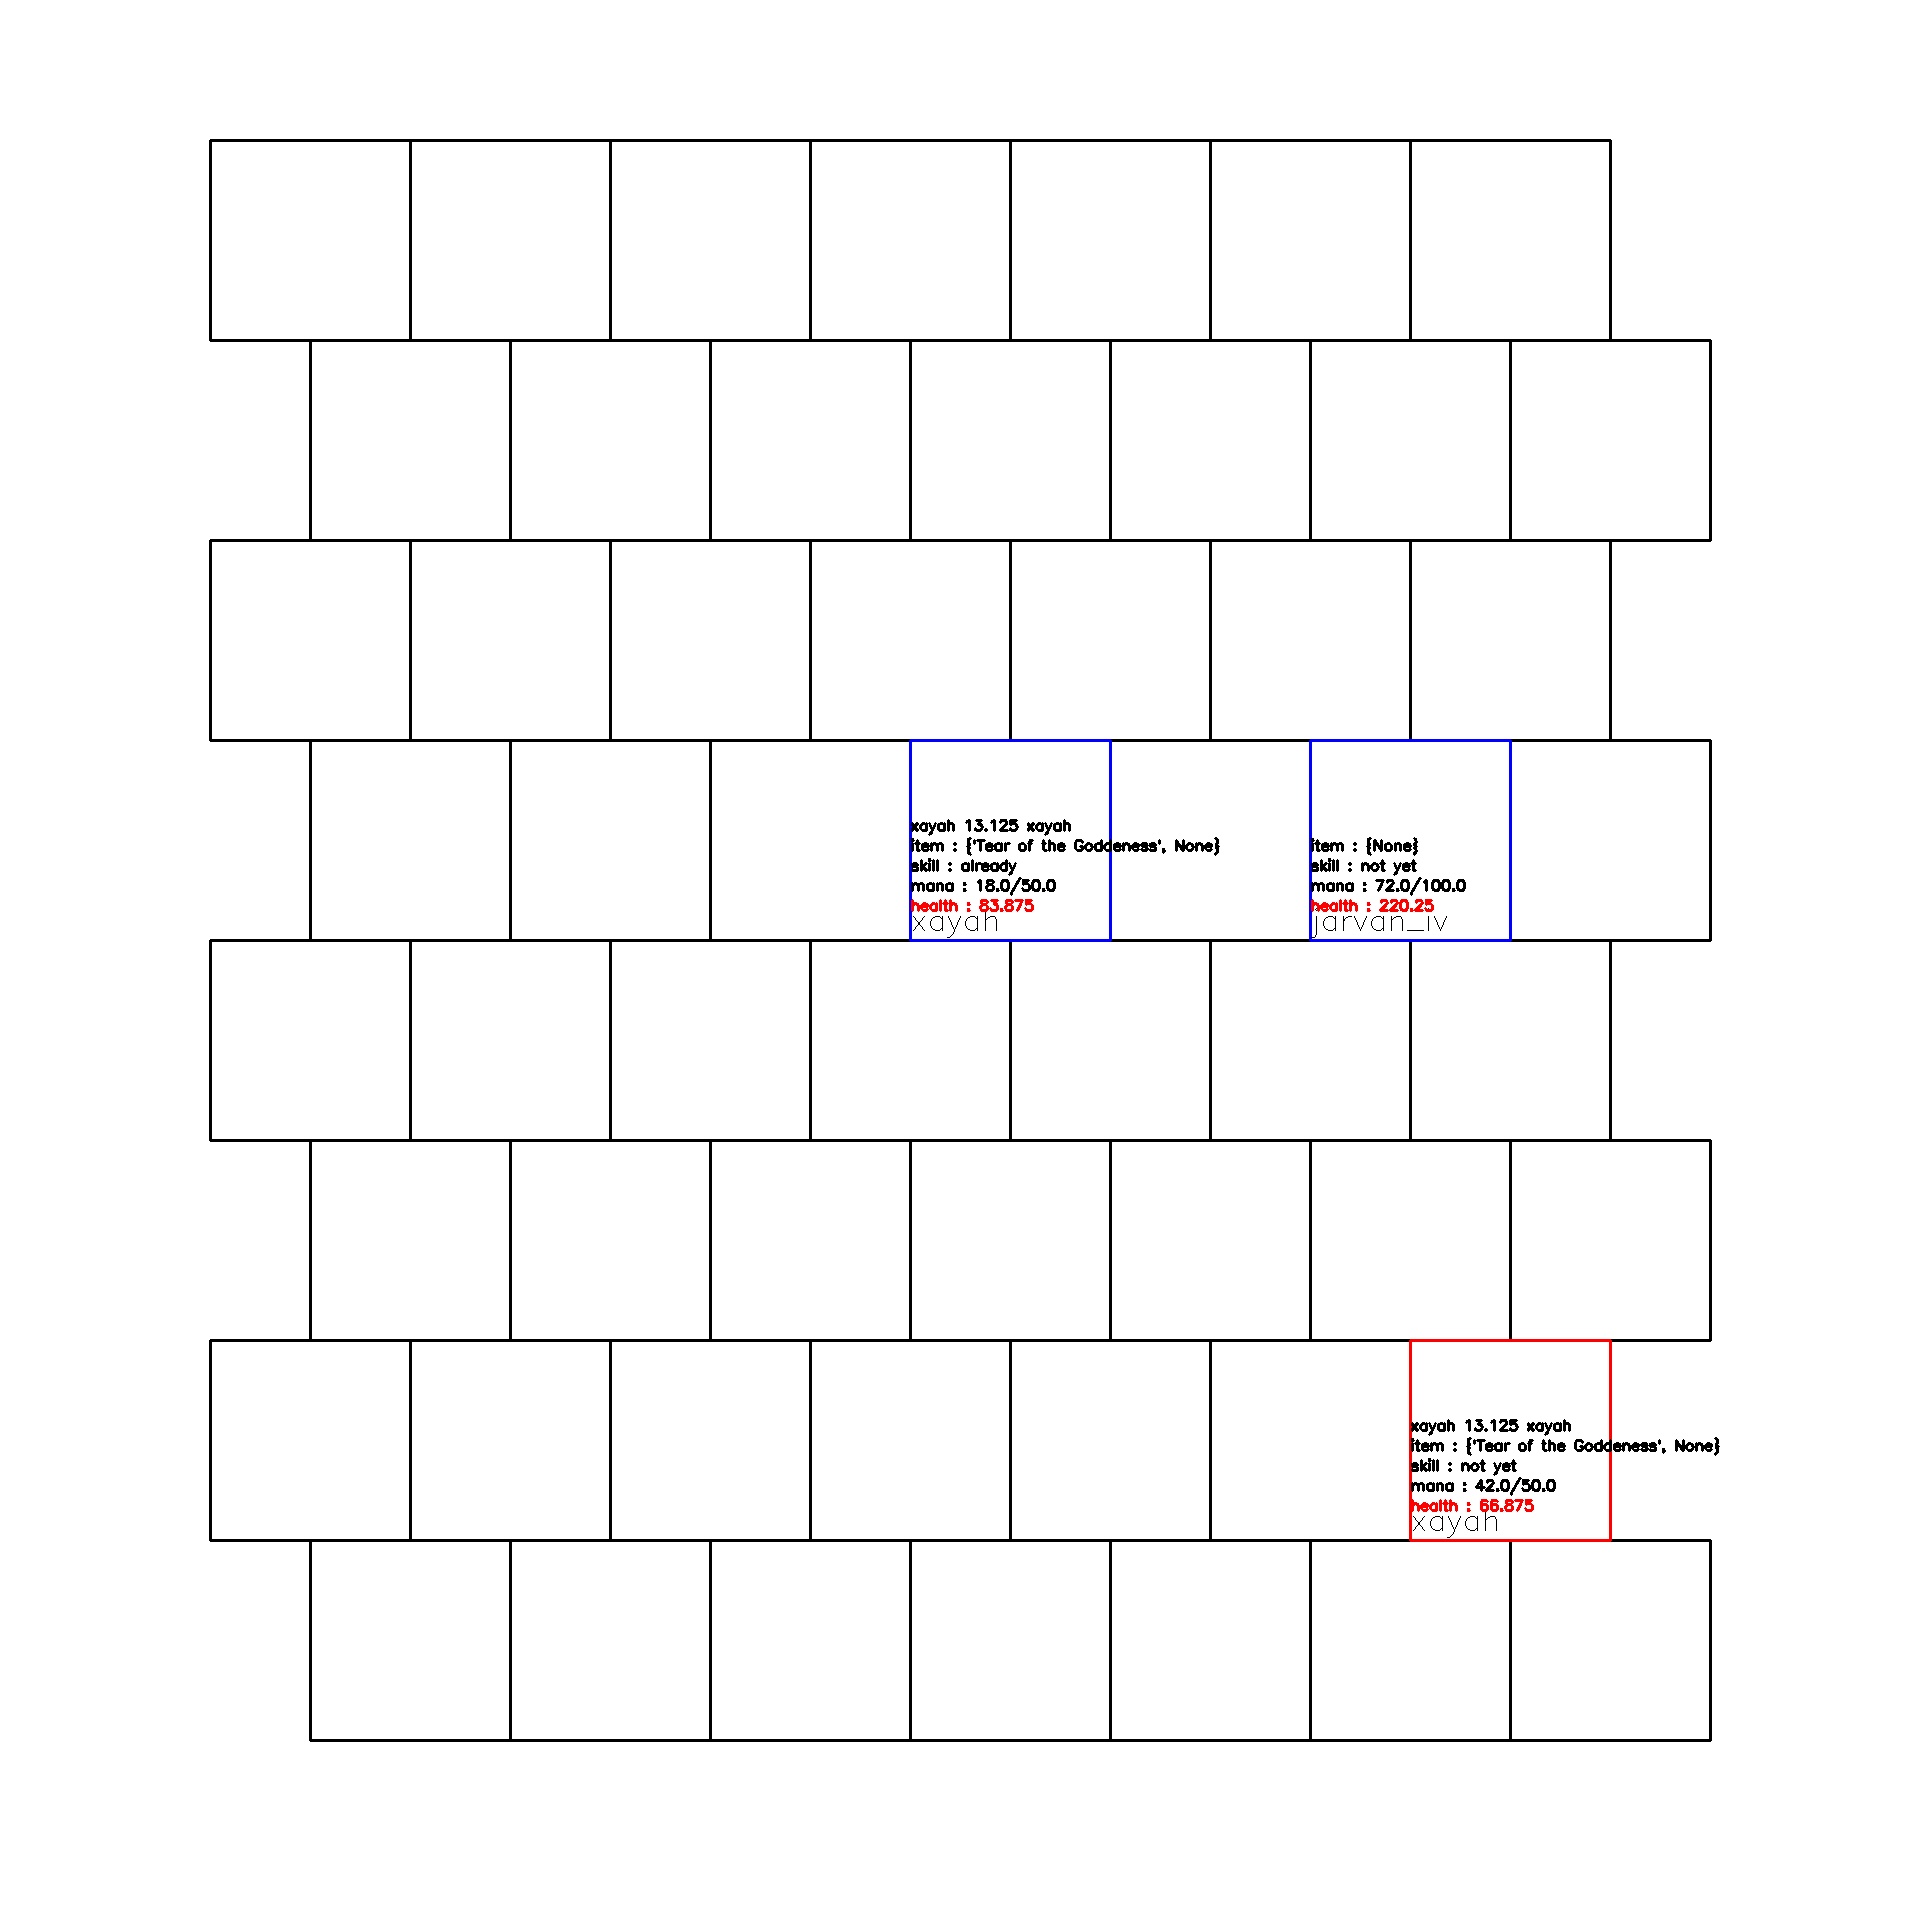 xayah 13.125 xayah
item : {'Tear of the Goddeness', None}
skill : already
mana : 18.0/50.0
health : 83.875
xayah
item : {None}
skill : not yet
mana : 72.0/100.0
health : 220.25
jarvan_iv
xayah 13.125 xayah
item : {'Tear of the Goddeness', None}
skill : not yet
mana : 42.0/50.0
health : 66.875
xayah